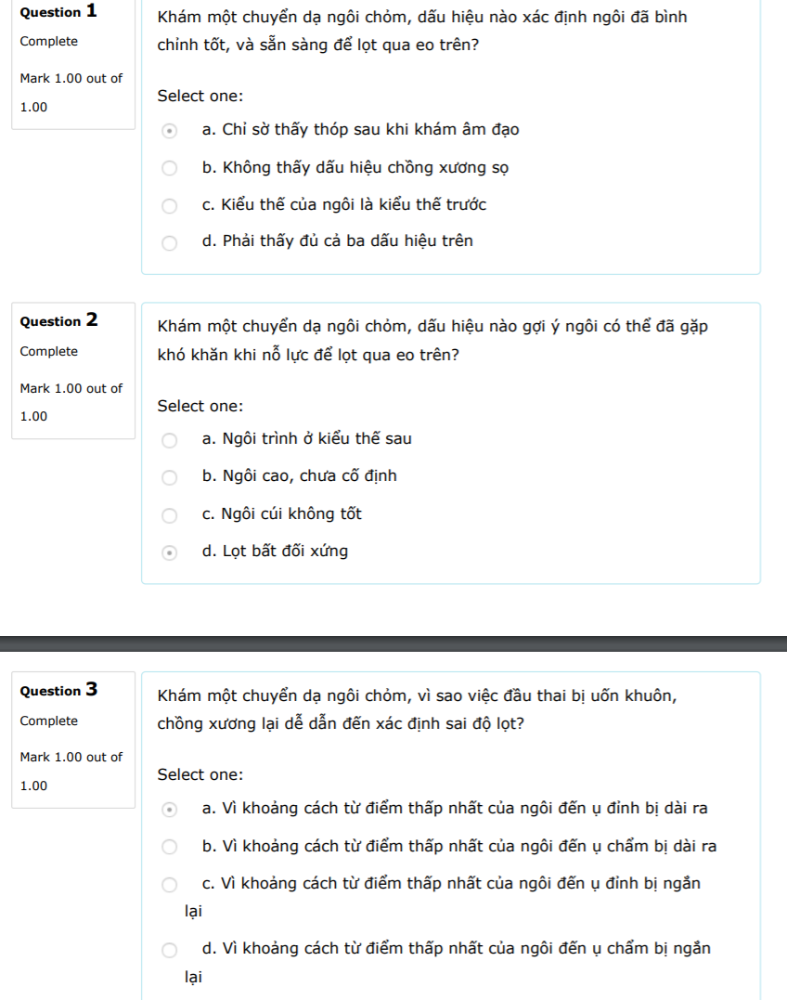 Question 1
Complete
Mark 1.00 out of
1.00
Khám một chuyển dạ ngôi chỏm, dấu hiệu nào xác định ngôi đã bình
chỉnh tốt, và sẵn sàng để lọt qua eo trên?
Select one:
a. Chỉ sờ thấy thóp sau khi khám âm đạo
b. Không thấy dấu hiệu chồng xương sọ
c. Kiểu thế của ngôi là kiểu thế trước
d. Phải thấy đủ cả ba dấu hiệu trên
Question 2
Complete
Mark 1.00 out of
1.00
Khám một chuyển dạ ngôi chỏm, dấu hiệu nào gợi ý ngôi có thể đã gặp
khó khăn khi nỗ lực để lọt qua eo trên?
Select one:
a. Ngôi trình ở kiểu thế sau
b. Ngôi cao, chưa cố định
c. Ngôi cúi không tốt
d. Lọt bất đối xứng
Question 3
Complete
Mark 1.00 out of
1.00
Khám một chuyển dạ ngôi chỏm, vì sao việc đầu thai bị uốn khuôn,
chồng xương lại dễ dẫn đến xác định sai độ lọt?
Select one:
a. Vì khoảng cách từ điểm thấp nhất của ngôi đến ụ đỉnh bị dài ra
b. Vì khoảng cách từ điểm thấp nhất của ngôi đến ụ chẩm bị dài ra
c. Vì khoảng cách từ điểm thấp nhất của ngôi đến ụ đỉnh bị ngắn
lại
d. Vì khoảng cách từ điểm thấp nhất của ngôi đến ụ chẩm bị ngắn
lại